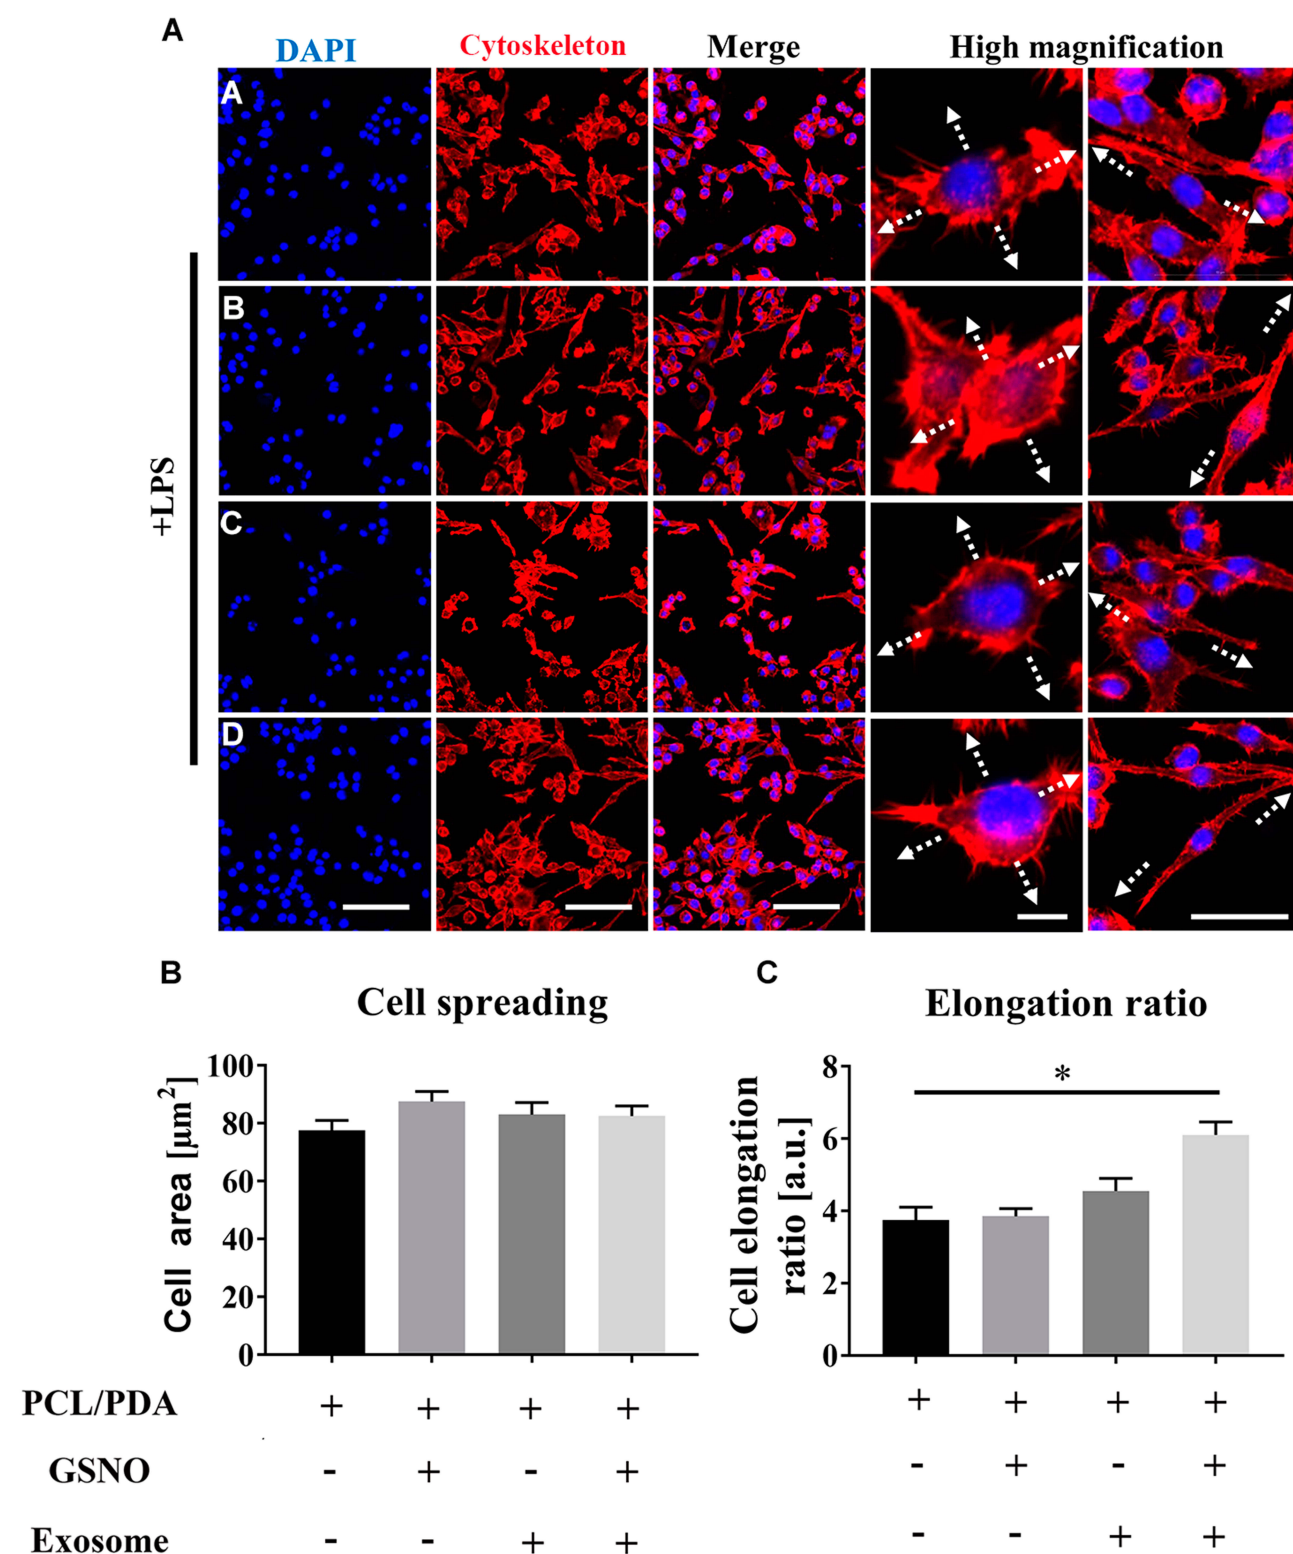 A
DAPI Cytoskeleton Merge High magnification
A
B
+LPS
C
D
B C
Cell spreading Elongation ratio
Cell area [μm²]
100
80
60
40
20
0
Cell elongation
ratio [a.u.]
8
6
4
2
0
*
PCL/PDA + + + + + + + +
GSNO - + - + - + - +
Exosome - - + + - - + +